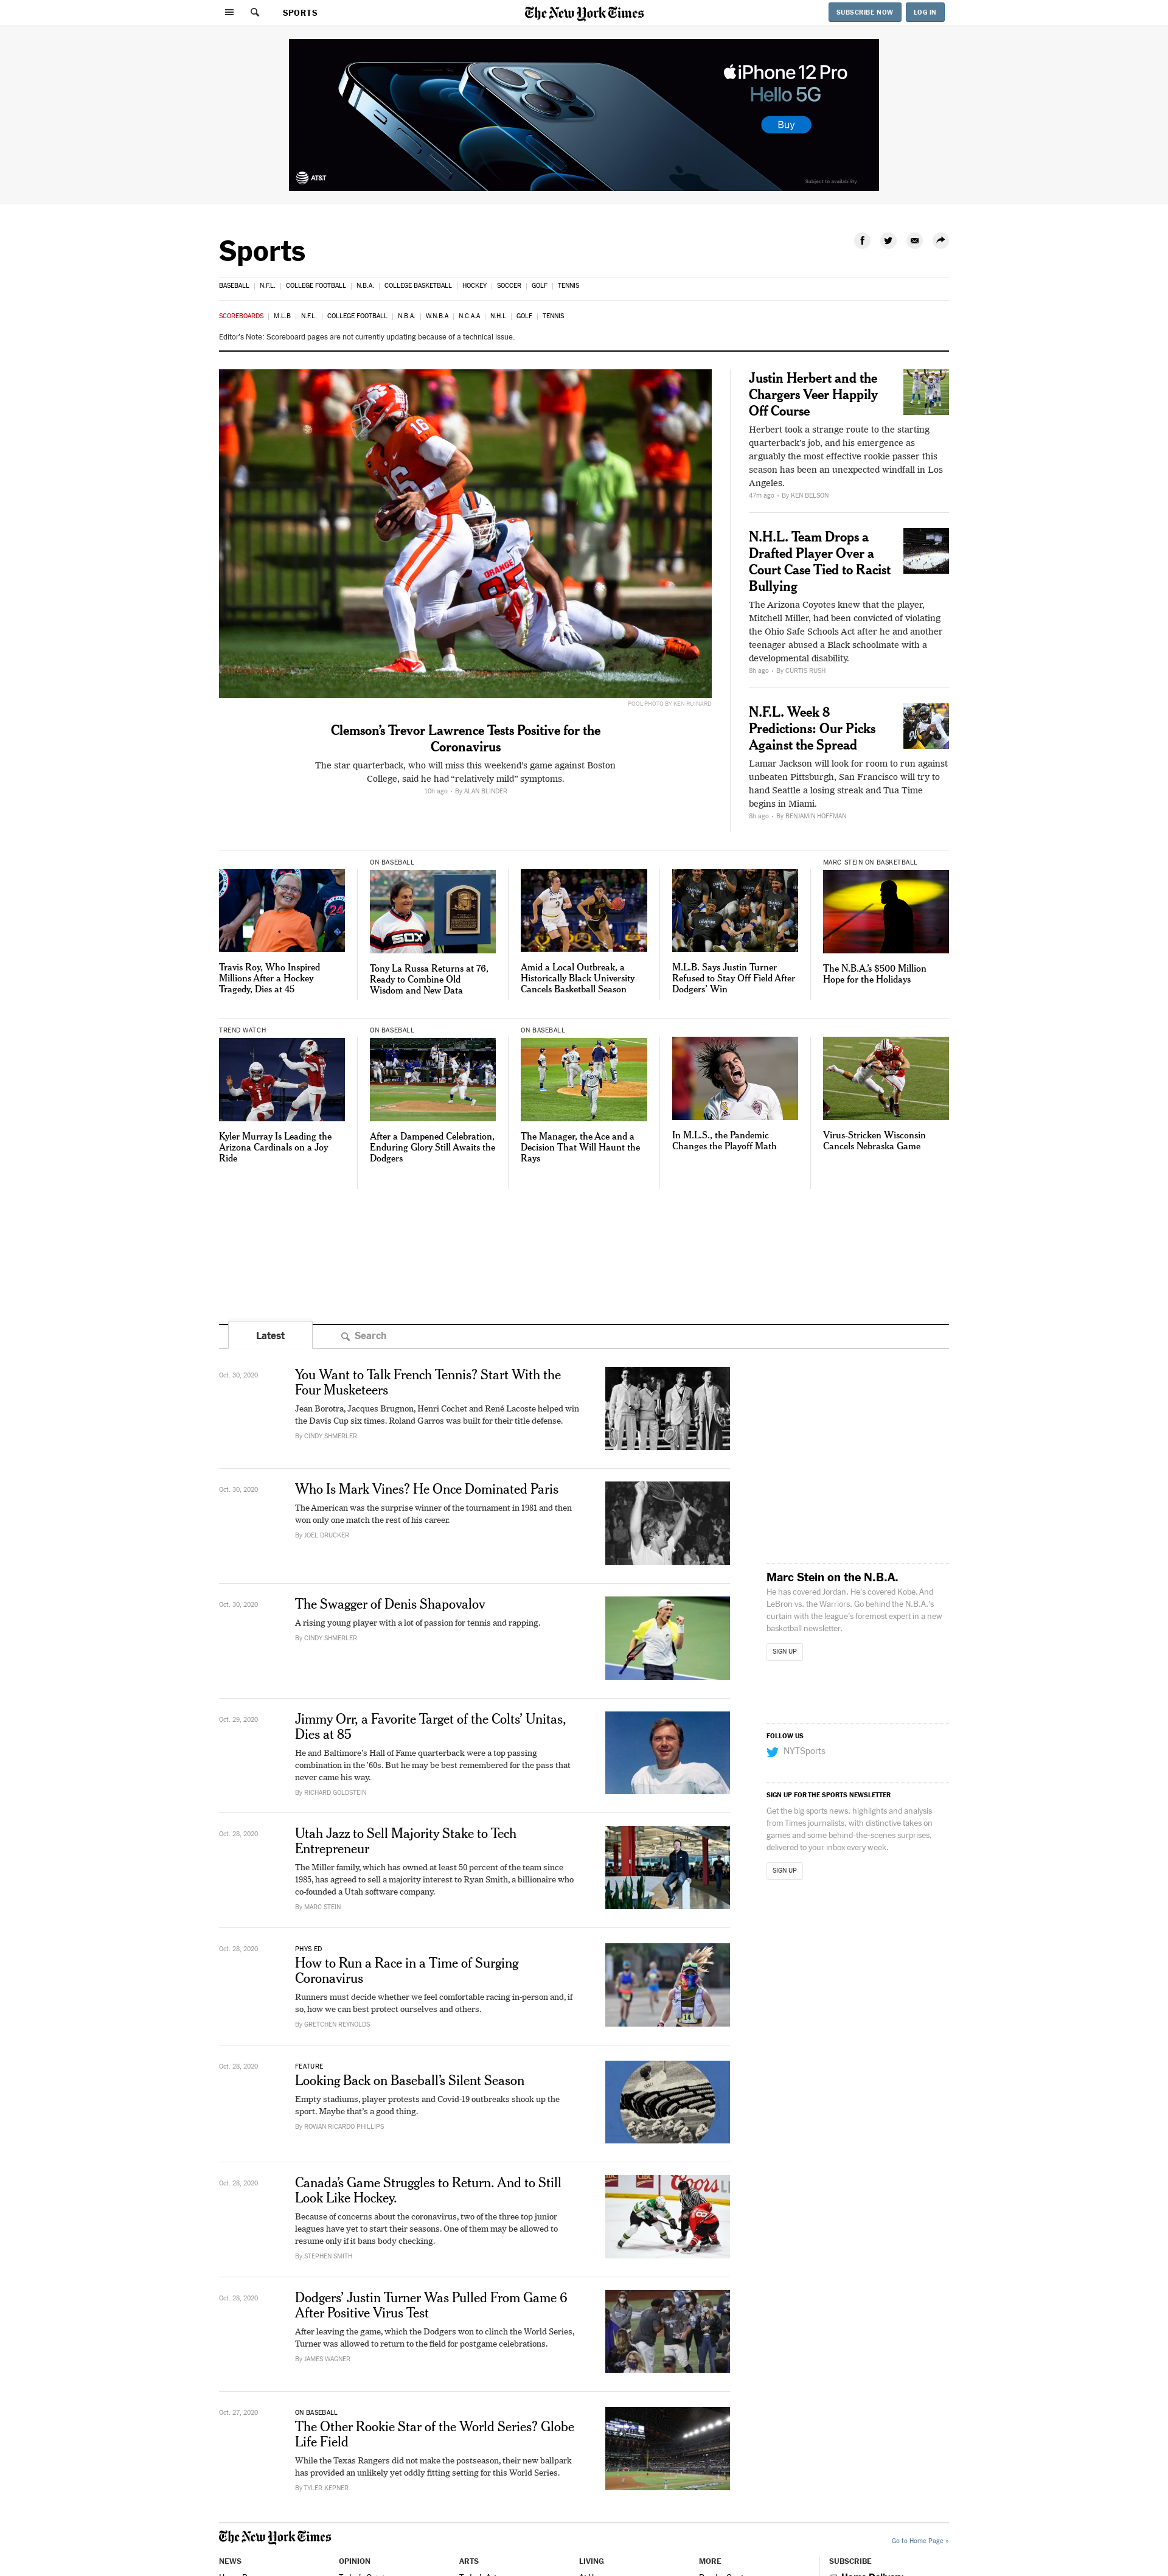 SPORTS
The New York Times
SUBSCRIBE NOW
LOG IN
iPhone 12 Pro
Hello 5G
Buy
AT&T
Subject to availability
Sports
BASEBALL | N.F.L. | COLLEGE FOOTBALL | N.B.A. | COLLEGE BASKETBALL | HOCKEY | SOCCER | GOLF | TENNIS
SCOREBOARDS | M.L.B | N.F.L. | COLLEGE FOOTBALL | N.B.A. | W.N.B.A | N.C.A.A | N.H.L | GOLF | TENNIS
Editor's Note: Scoreboard pages are not currently updating because of a technical issue.
16
ORANGE
85
POOL PHOTO BY KEN RUINARD
Clemson's Trevor Lawrence Tests Positive for the
Coronavirus
The star quarterback, who will miss this weekend's game against Boston
College, said he had “relatively mild” symptoms.
10h ago • By ALAN BLINDER
Justin Herbert and the
Chargers Veer Happily
Off Course
Herbert took a strange route to the starting
quarterback's job, and his emergence as
arguably the most effective rookie passer this
season has been an unexpected windfall in Los
Angeles.
47m ago • By KEN BELSON
N.H.L. Team Drops a
Drafted Player Over a
Court Case Tied to Racist
Bullying
The Arizona Coyotes knew that the player,
Mitchell Miller, had been convicted of violating
the Ohio Safe Schools Act after he and another
teenager abused a Black schoolmate with a
developmental disability.
8h ago • By CURTIS RUSH
N.F.L. Week 8
Predictions: Our Picks
Against the Spread
Lamar Jackson will look for room to run against
unbeaten Pittsburgh, San Francisco will try to
hand Seattle a losing streak and Tua Time
begins in Miami.
8h ago • By BENJAMIN HOFFMAN
24
Travis Roy, Who Inspired
Millions After a Hockey
Tragedy, Dies at 45
ON BASEBALL
SOX
Tony La Russa Returns at 76,
Ready to Combine Old
Wisdom and New Data
Amid a Local Outbreak, a
Historically Black University
Cancels Basketball Season
M.L.B. Says Justin Turner
Refused to Stay Off Field After
Dodgers' Win
MARC STEIN ON BASKETBALL
The N.B.A.'s $500 Million
Hope for the Holidays
TREND WATCH
Kyler Murray Is Leading the
Arizona Cardinals on a Joy
Ride
ON BASEBALL
After a Dampened Celebration,
Enduring Glory Still Awaits the
Dodgers
ON BASEBALL
The Manager, the Ace and a
Decision That Will Haunt the
Rays
In M.L.S., the Pandemic
Changes the Playoff Math
Virus-Stricken Wisconsin
Cancels Nebraska Game
Latest
Search
Oct. 30, 2020
You Want to Talk French Tennis? Start With the
Four Musketeers
Jean Borotra, Jacques Brugnon, Henri Cochet and René Lacoste helped win
the Davis Cup six times. Roland Garros was built for their title defense.
By CINDY SHMERLER
Oct. 30, 2020
Who Is Mark Vines? He Once Dominated Paris
The American was the surprise winner of the tournament in 1981 and then
won only one match the rest of his career.
By JOEL DRUCKER
Oct. 30, 2020
The Swagger of Denis Shapovalov
A rising young player with a lot of passion for tennis and rapping.
By CINDY SHMERLER
Oct. 29, 2020
Jimmy Orr, a Favorite Target of the Colts' Unitas,
Dies at 85
He and Baltimore's Hall of Fame quarterback were a top passing
combination in the '60s. But he may be best remembered for the pass that
never came his way.
By RICHARD GOLDSTEIN
Oct. 28, 2020
Utah Jazz to Sell Majority Stake to Tech
Entrepreneur
The Miller family, which has owned at least 50 percent of the team since
1985, has agreed to sell a majority interest to Ryan Smith, a billionaire who
co-founded a Utah software company.
By MARC STEIN
Oct. 28, 2020
PHYS ED
How to Run a Race in a Time of Surging
Coronavirus
Runners must decide whether we feel comfortable racing in-person and, if
so, how we can best protect ourselves and others.
By GRETCHEN REYNOLDS
Oct. 28, 2020
FEATURE
Looking Back on Baseball's Silent Season
Empty stadiums, player protests and Covid-19 outbreaks shook up the
sport. Maybe that's a good thing.
By ROWAN RICARDO PHILLIPS
Oct. 28, 2020
Canada's Game Struggles to Return. And to Still
Look Like Hockey.
Because of concerns about the coronavirus, two of the three top junior
leagues have yet to start their seasons. One of them may be allowed to
resume only if it bans body checking.
By STEPHEN SMITH
Coors
Oct. 28, 2020
Dodgers' Justin Turner Was Pulled From Game 6
After Positive Virus Test
After leaving the game, which the Dodgers won to clinch the World Series,
Turner was allowed to return to the field for postgame celebrations.
By JAMES WAGNER
Oct. 27, 2020
ON BASEBALL
The Other Rookie Star of the World Series? Globe
Life Field
While the Texas Rangers did not make the postseason, their new ballpark
has provided an unlikely yet oddly fitting setting for this World Series.
By TYLER KEPNER
Marc Stein on the N.B.A.
He has covered Jordan. He's covered Kobe. And
LeBron vs. the Warriors. Go behind the N.B.A.'s
curtain with the league's foremost expert in a new
basketball newsletter.
SIGN UP
FOLLOW US
NYTSports
SIGN UP FOR THE SPORTS NEWSLETTER
Get the big sports news, highlights and analysis
from Times journalists, with distinctive takes on
games and some behind-the-scenes surprises,
delivered to your inbox every week.
SIGN UP
The New York Times
Go to Home Page »
NEWS
OPINION
ARTS
LIVING
MORE
SUBSCRIBE